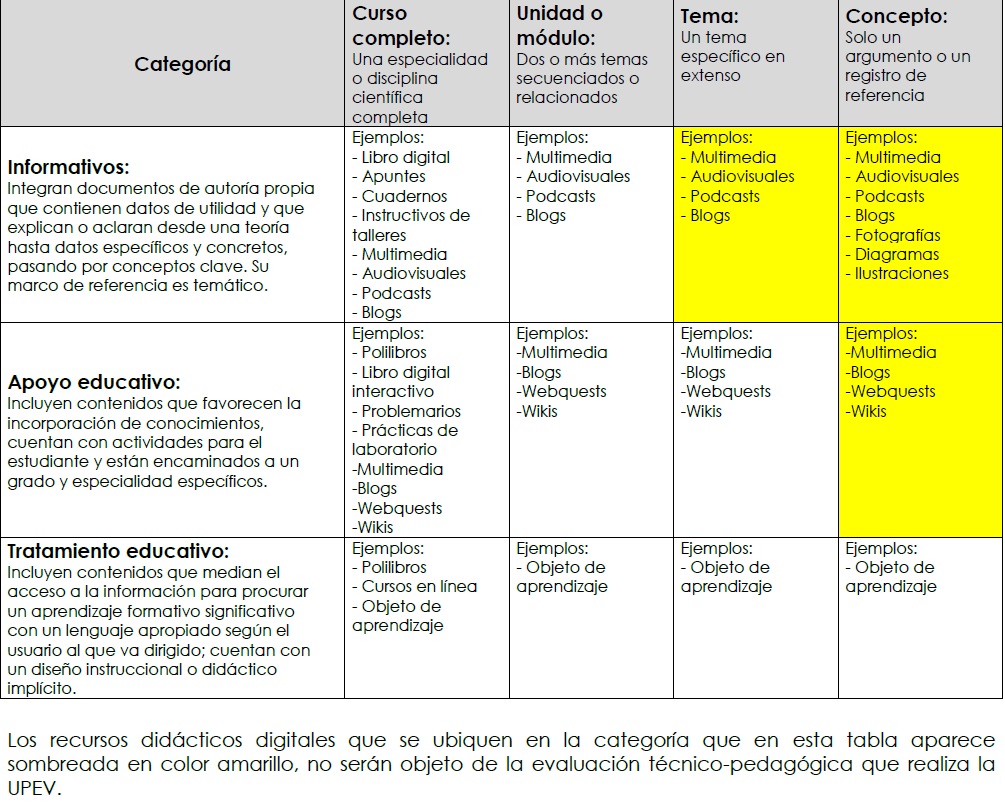 Categoría
Curso
completo:
Una especialidad
o disciplina
científica
completa
Unidad o
módulo:
Dos o más temas
secuenciados o
relacionados
Tema:
Un tema
específico en
extenso
Concepto:
Solo un
argumento o un
registro de
referencia
Informativos:
Integran documentos de autoría propia
que contienen datos de utilidad y que
explican o aclaran desde una teoría
hasta datos específicos y concretos,
pasando por conceptos clave. Su
marco de referencia es temático.
Ejemplos:
- Libro digital
- Apuntes
- Cuadernos
- Instructivos de
talleres
- Multimedia
- Audiovisuales
- Podcasts
- Blogs
Ejemplos:
- Multimedia
- Audiovisuales
- Podcasts
- Blogs
Ejemplos:
- Multimedia
- Audiovisuales
- Podcasts
- Blogs
Ejemplos:
- Multimedia
- Audiovisuales
- Podcasts
- Blogs
- Fotografías
- Diagramas
- Ilustraciones
Apoyo educativo:
Incluyen contenidos que favorecen la
incorporación de conocimientos,
cuentan con actividades para el
estudiante y están encaminados a un
grado y especialidad específicos.
Ejemplos:
- Polilibros
- Libro digital
interactivo
- Problemarios
- Prácticas de
laboratorio
-Multimedia
-Blogs
-Webquests
-Wikis
Ejemplos:
-Multimedia
-Blogs
-Webquests
-Wikis
Ejemplos:
-Multimedia
-Blogs
-Webquests
-Wikis
Ejemplos:
-Multimedia
-Blogs
-Webquests
-Wikis
Tratamiento educativo:
Incluyen contenidos que median el
acceso a la información para procurar
un aprendizaje formativo significativo
con un lenguaje apropiado según el
usuario al que va dirigido; cuentan con
un diseño instruccional o didáctico
implícito.
Ejemplos:
- Polilibros
- Cursos en línea
- Objeto de
aprendizaje
Ejemplos:
- Objeto de
aprendizaje
Ejemplos:
- Objeto de
aprendizaje
Ejemplos:
- Objeto de
aprendizaje
Los recursos didácticos digitales que se ubiquen en la categoría que en esta tabla aparece
sombreada en color amarillo, no serán objeto de la evaluación técnico-pedagógica que realiza la
UPEV.